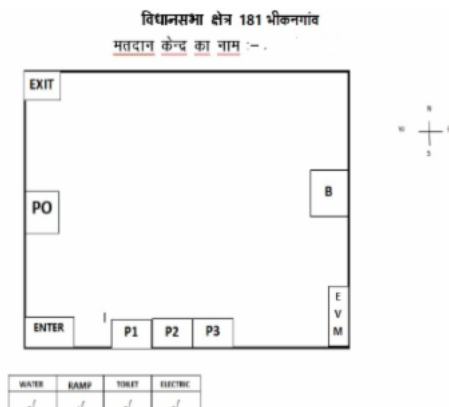 विधानसभा क्षेत्र 181 भीकनगांव
मतदान केन्द्र का नाम :- .
EXIT
N
W
S
PO
B
ENTER
P1 P2 P3
E
V
M
WATER RAMP TOILET ELECTRIC